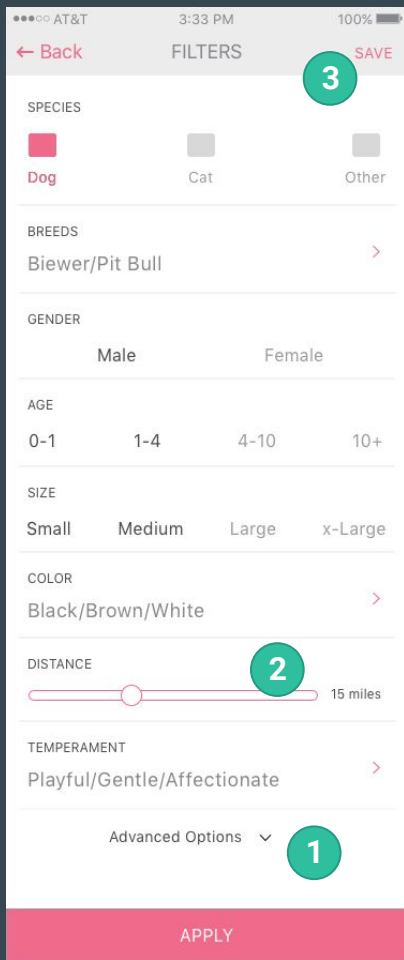 AT&T 3:33 PM 100%
← Back FILTERS SAVE
3
SPECIES
Dog Cat Other
BREEDS
Biewer/Pit Bull
GENDER
Male Female
AGE
0-1 1-4 4-10 10+
SIZE
Small Medium Large x-Large
COLOR
Black/Brown/White
DISTANCE
2
15 miles
TEMPERAMENT
Playful/Gentle/Affectionate
Advanced Options
1
APPLY